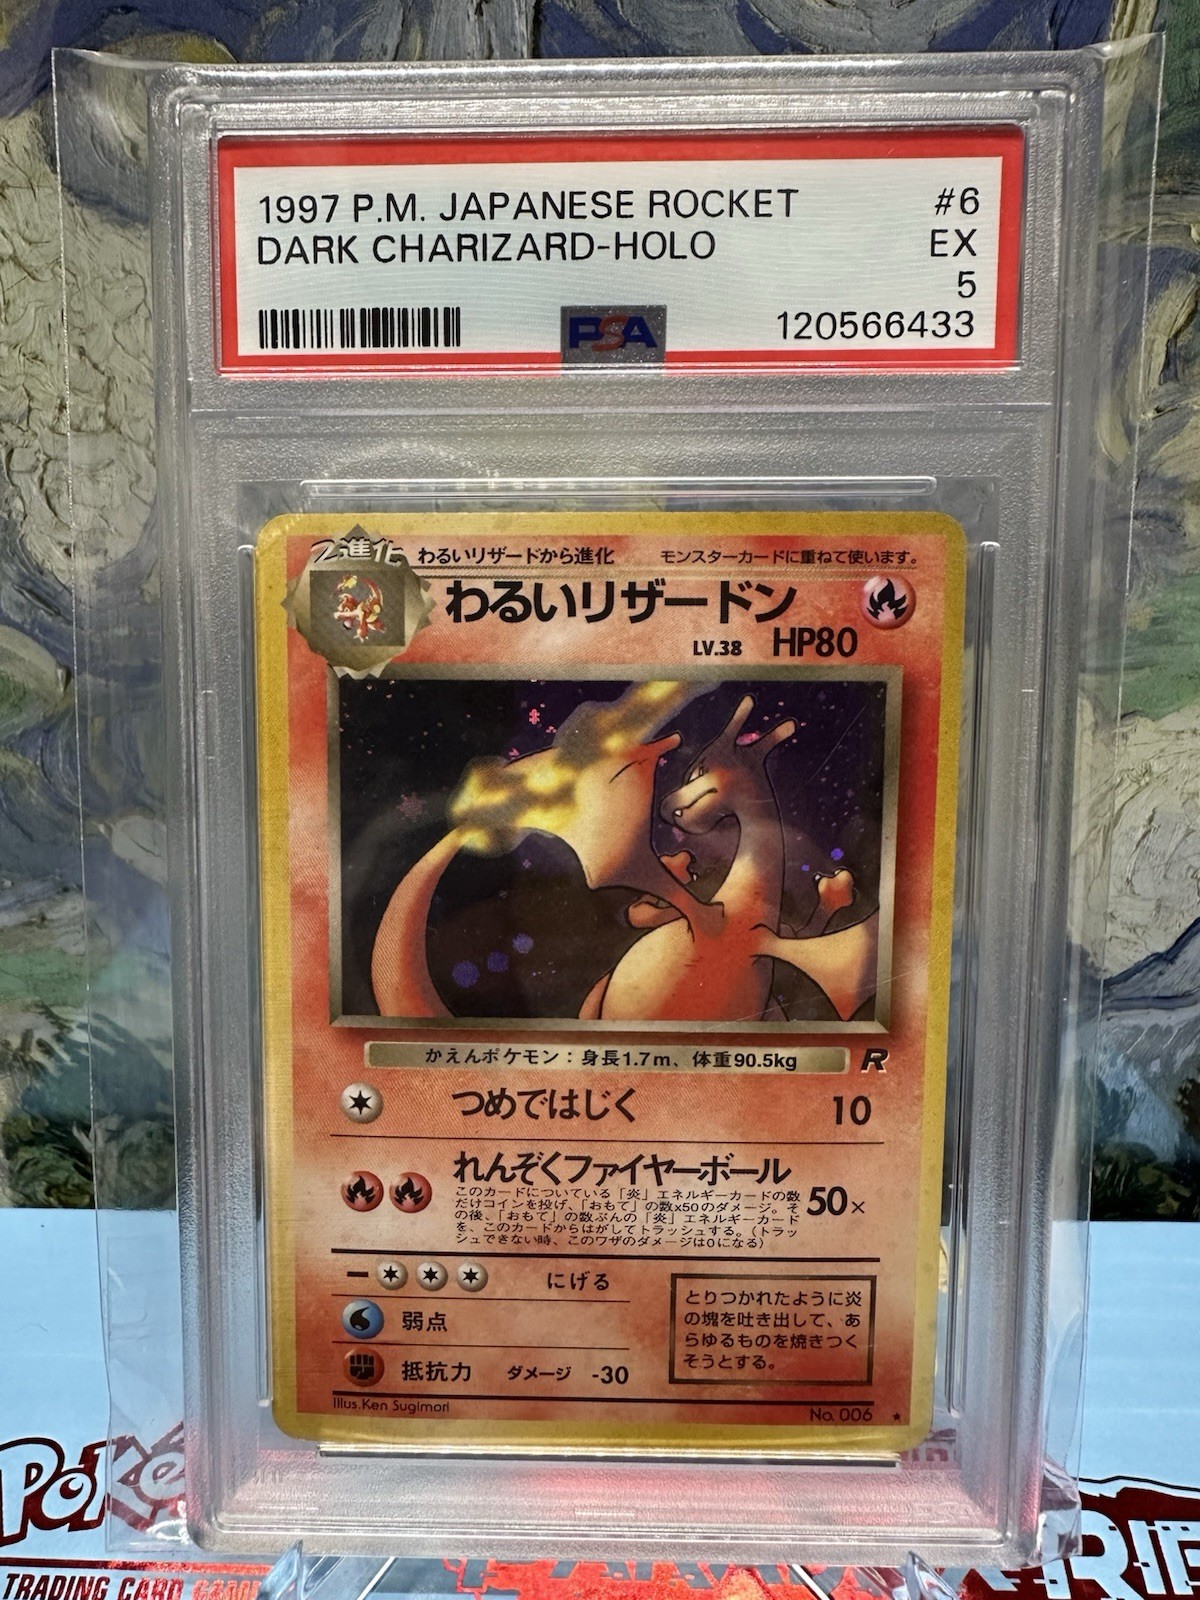 1997 P.M. JAPANESE ROCKET #6
DARK CHARIZARD-HOLO EX
5
PSA 120566433
2進化 わるいリザードから進化 モンスターカードに重ねて使います。
わるいリザードン
LV.38 HP80
かえんポケモン：身長1.7m、体重90.5kg R
つめではじく 10
れんぞくファイヤーボール 50×
このカードについている「炎」エネルギーカードの数
だけコインを投げ、「おもて」の数×50のダメージ。そ
の後、「おもて」の数ぶんの「炎」エネルギーカード
を、このカードからはがしてトラッシュする。（トラッ
シュできない時、このワザのダメージは0になる）
にげる
弱点
抵抗力 ダメージ -30
とりつかれたように炎
の塊を吐き出して、あ
らゆるものを焼きつく
そうとする。
Illus.Ken Sugimori No. 006 ★
TRADING CARD GAME